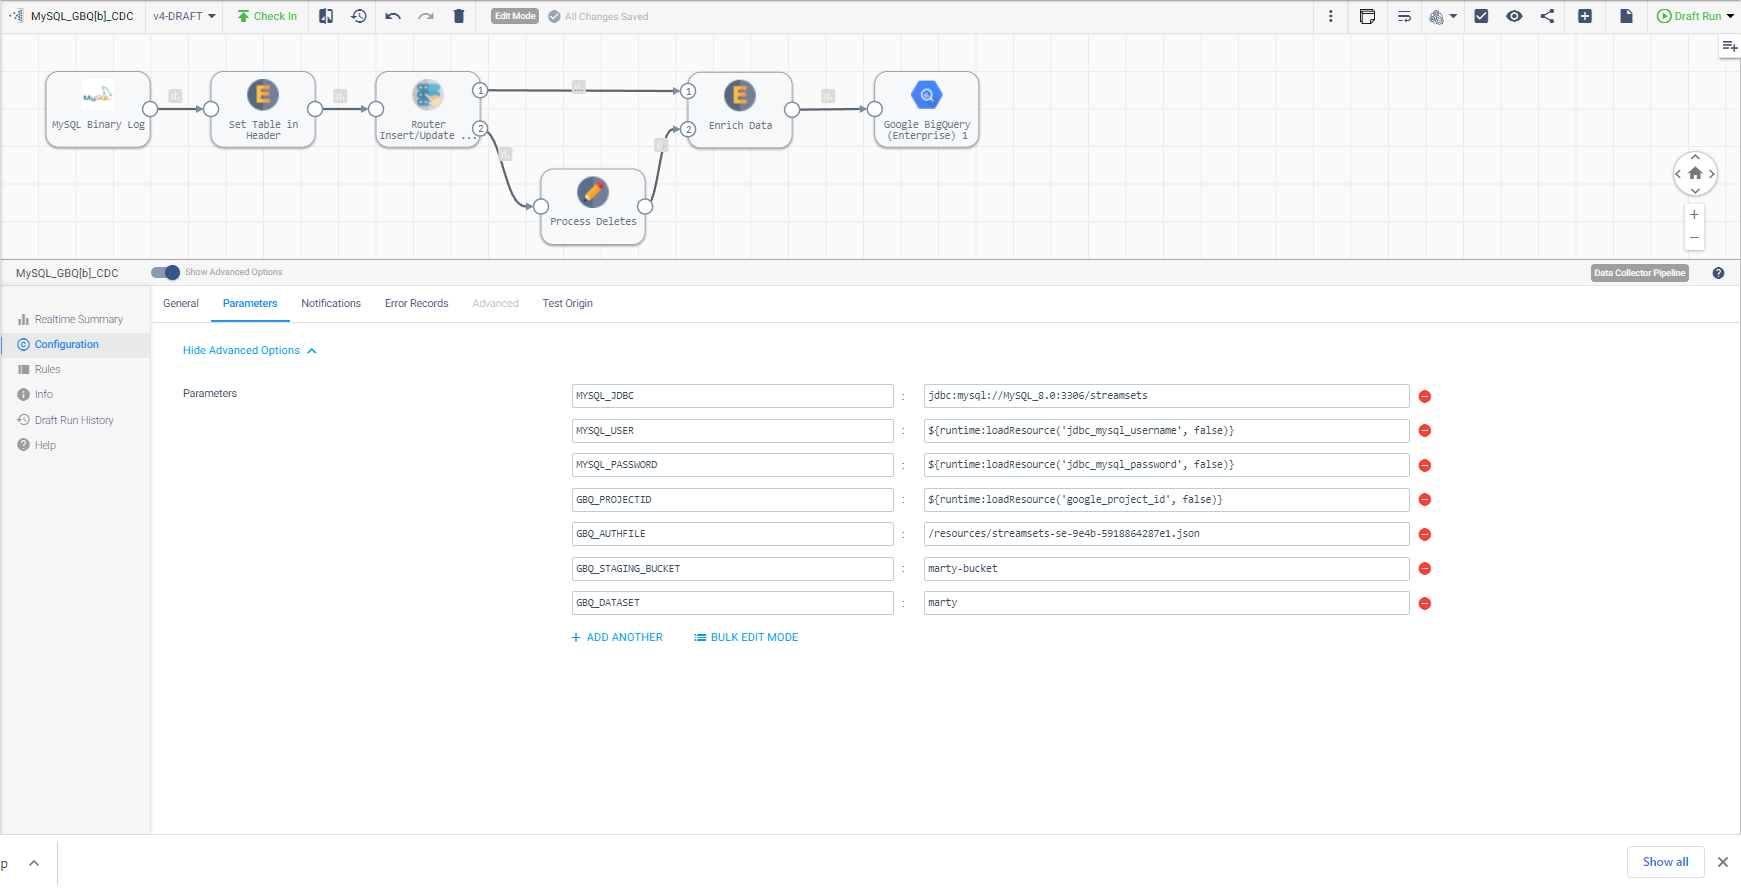 MySQL_GBQ[b]_CDC
v4-DRAFT
Check In
Edit Mode
All Changes Saved
Draft Run
MySQL Binary Log
E
Set Table in
Header
Router
Insert/Update ...
1
2
1
2
E
Enrich Data
Google BigQuery
(Enterprise) 1
Process Deletes
MySQL_GBQ[b]_CDC
Show Advanced Options
Data Collector Pipeline
Realtime Summary
Configuration
Rules
Info
Draft Run History
Help
General
Parameters
Notifications
Error Records
Advanced
Test Origin
Hide Advanced Options
Parameters
MYSQL_JDBC : jdbc:mysql://MySQL_8.0:3306/streamsets
MYSQL_USER : ${runtime:loadResource('jdbc_mysql_username', false)}
MYSQL_PASSWORD : ${runtime:loadResource('jdbc_mysql_password', false)}
GBQ_PROJECTID : ${runtime:loadResource('google_project_id', false)}
GBQ_AUTHFILE : /resources/streamsets-se-9e4b-5918864287e1.json
GBQ_STAGING_BUCKET : marty-bucket
GBQ_DATASET : marty
+ ADD ANOTHER
BULK EDIT MODE
p
Show all